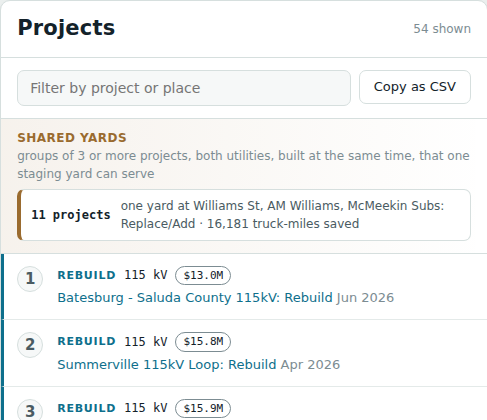 Projects
54 shown
Filter by project or place
Copy as CSV
SHARED YARDS
groups of 3 or more projects, both utilities, built at the same time, that one
staging yard can serve
11 projects
one yard at Williams St, AM Williams, McMeekin Subs:
Replace/Add · 16,181 truck-miles saved
1
REBUILD 115 kV $13.0M
Batesburg - Saluda County 115kV: Rebuild Jun 2026
2
REBUILD 115 kV $15.8M
Summerville 115kV Loop: Rebuild Apr 2026
3
REBUILD 115 kV $15.9M